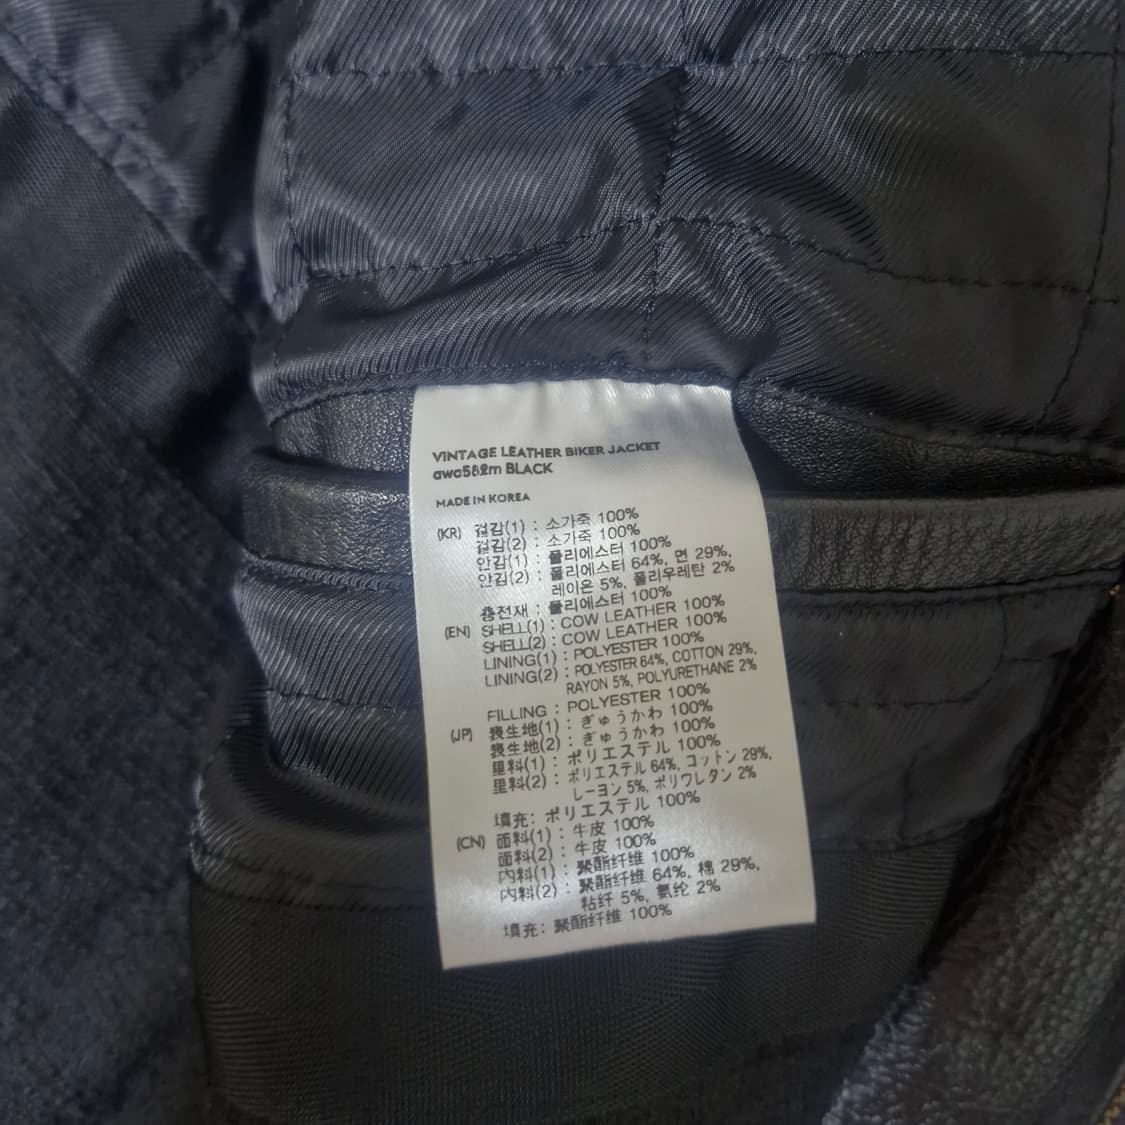 VINTAGE LEATHER BIKER JACKET
BLACK
MADE IN KOREA
(KR) 겉감(1) : 소가죽 100%
겉감(2) : 소가죽 100%
안감(1) : 폴리에스터 100%
안감(2) : 폴리에스터 64%, 면 29%,
레이온 5%, 폴리우레탄 2%
충전재 : 폴리에스터 100%
(EN) SHELL(1) : COW LEATHER 100%
SHELL(2) : COW LEATHER 100%
LINING(1) : POLYESTER 100%
LINING(2) : POLYESTER 64%, COTTON 29%,
RAYON 5%, POLYURETHANE 2%
FILLING : POLYESTER 100%
(JP) 表生地(1) : ぎゅうかわ 100%
表生地(2) : ぎゅうかわ 100%
里料(1) : ポリエステル 100%
里料(2) : ポリエステル 64%, コットン 29%,
レーヨン 5%, ポリウレタン 2%
填充: ポリエステル 100%
(CN) 面料(1) : 牛皮 100%
面料(2) : 牛皮 100%
内料(1) : 聚酯纤维 100%
内料(2) : 聚酯纤维 64%, 棉 29%,
粘纤 5%, 氨纶 2%
填充: 聚酯纤维 100%